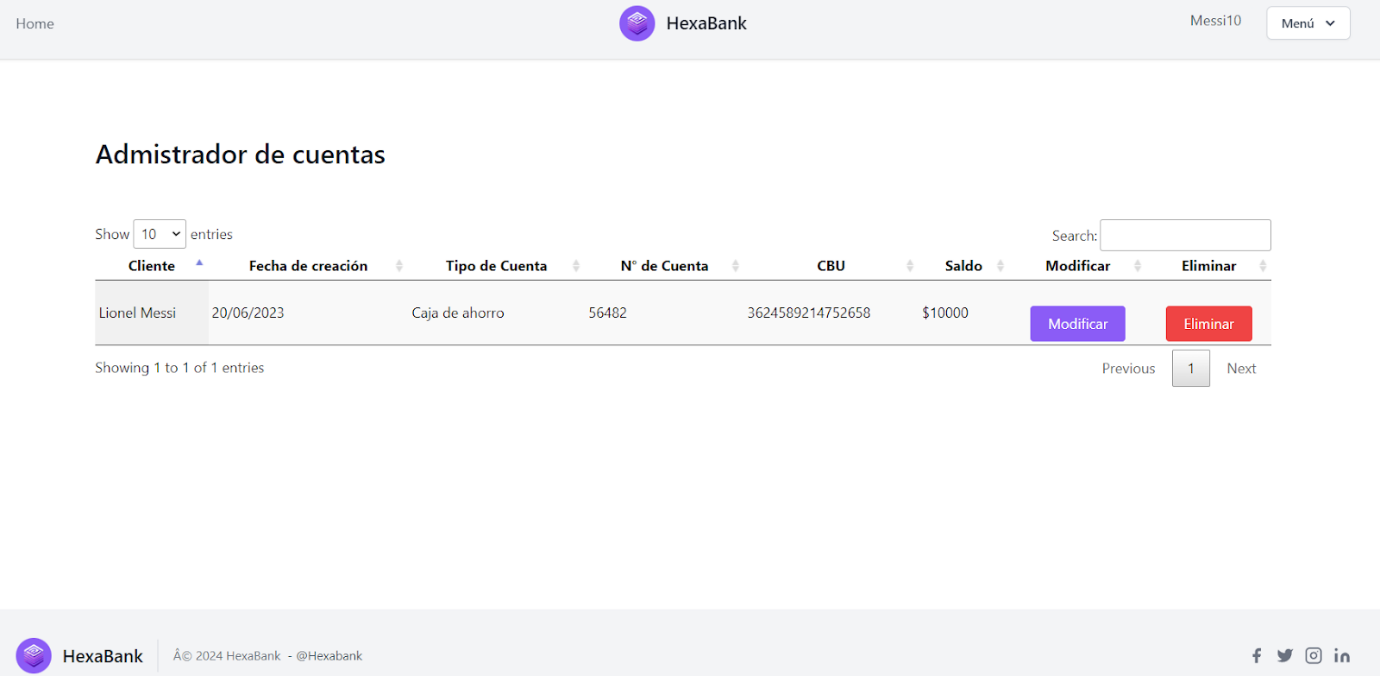 Home HexaBank Messi10 Menú
Admistrador de cuentas
Show 10 entries Search:
Cliente Fecha de creación Tipo de Cuenta N° de Cuenta CBU Saldo Modificar Eliminar
Lionel Messi 20/06/2023 Caja de ahorro 56482 3624589214752658 $10000 Modificar Eliminar
Showing 1 to 1 of 1 entries Previous 1 Next
HexaBank Â© 2024 HexaBank - @Hexabank